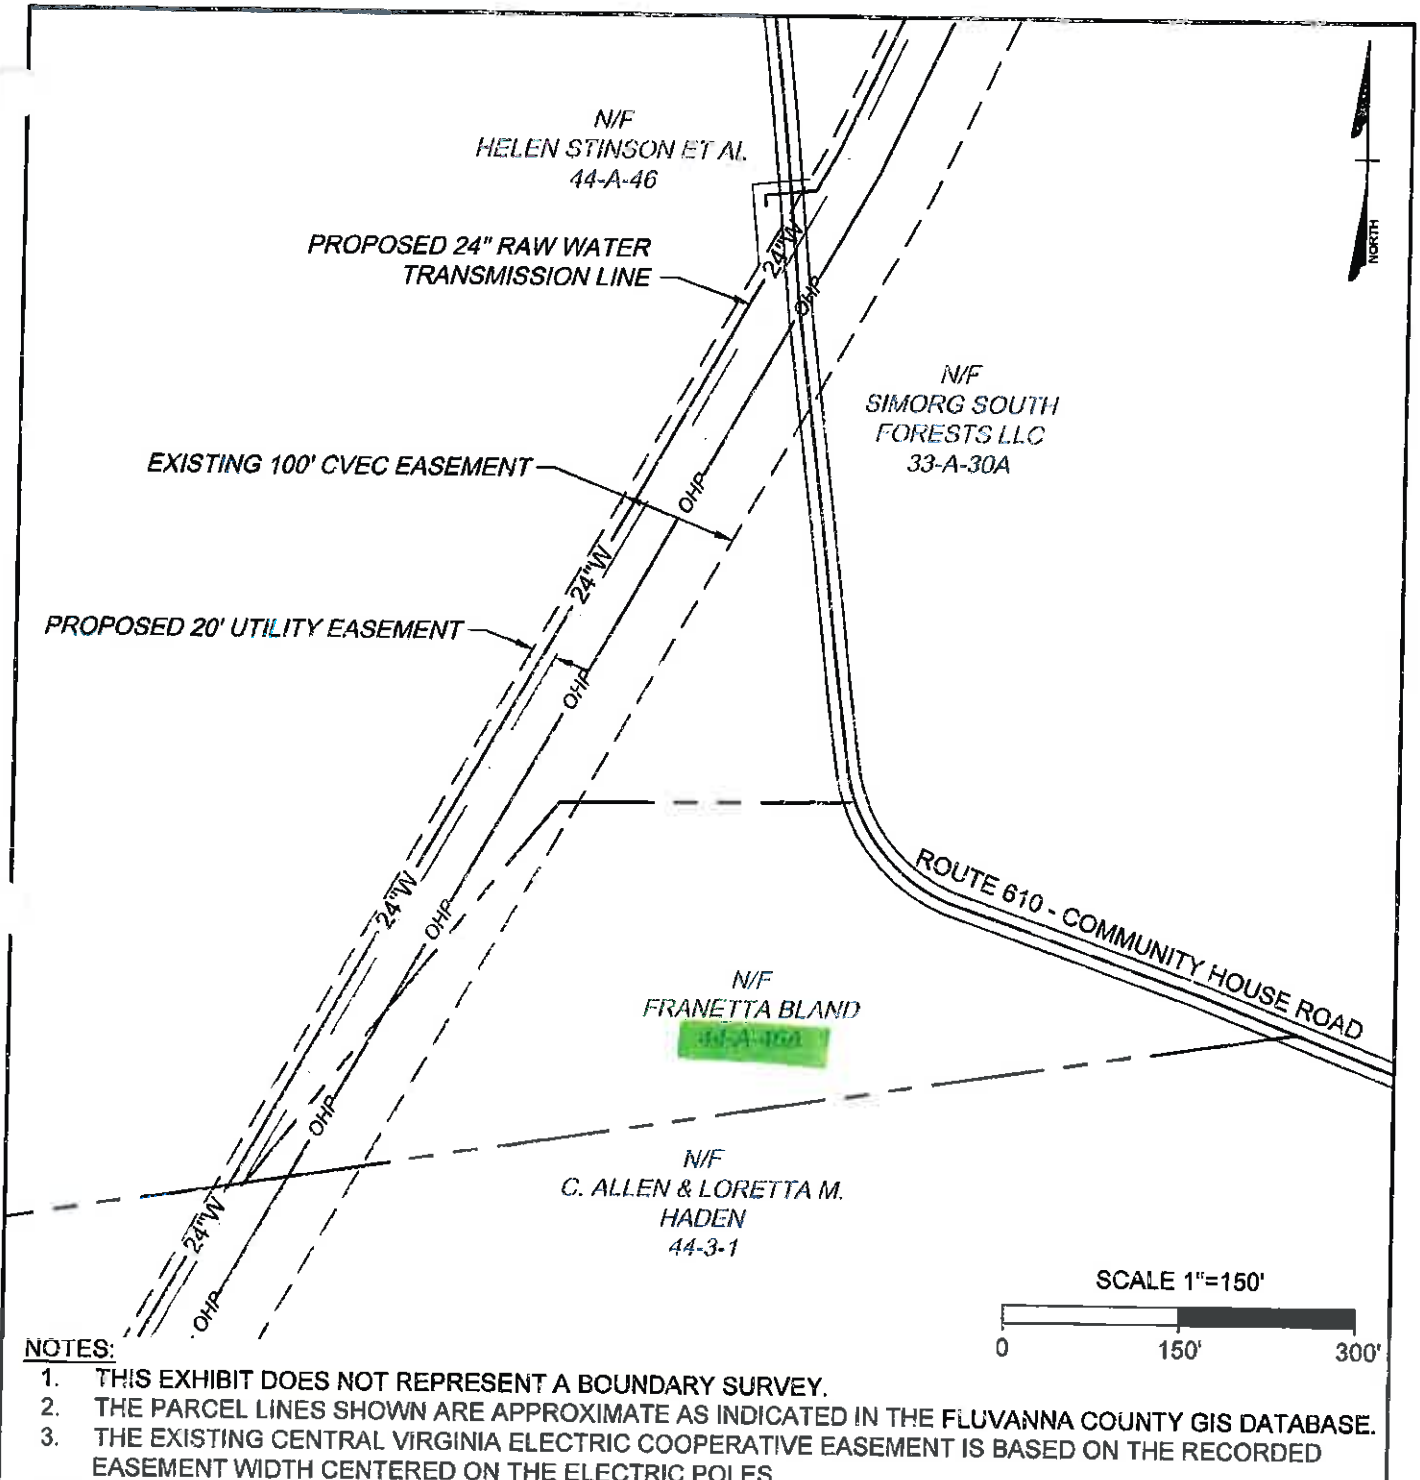 N/F
HELEN STINSON ET AL
44-A-46
NORTH
PROPOSED 24" RAW WATER
TRANSMISSION LINE
24"W
OHP
N/F
SIMORG SOUTH
FORESTS LLC
33-A-30A
EXISTING 100' CVEC EASEMENT
OHP
24"W
PROPOSED 20' UTILITY EASEMENT
OHP
24"W
OHP
ROUTE 610 - COMMUNITY HOUSE ROAD
N/F
FRANETTA BLAND
44-A-46A
OHP
N/F
C. ALLEN & LORETTA M.
HADEN
44-3-1
24"W
OHP
SCALE 1"=150'
0 150' 300'
NOTES:
1. THIS EXHIBIT DOES NOT REPRESENT A BOUNDARY SURVEY.
2. THE PARCEL LINES SHOWN ARE APPROXIMATE AS INDICATED IN THE FLUVANNA COUNTY GIS DATABASE.
3. THE EXISTING CENTRAL VIRGINIA ELECTRIC COOPERATIVE EASEMENT IS BASED ON THE RECORDED
EASEMENT WIDTH CENTERED ON THE ELECTRIC POLES